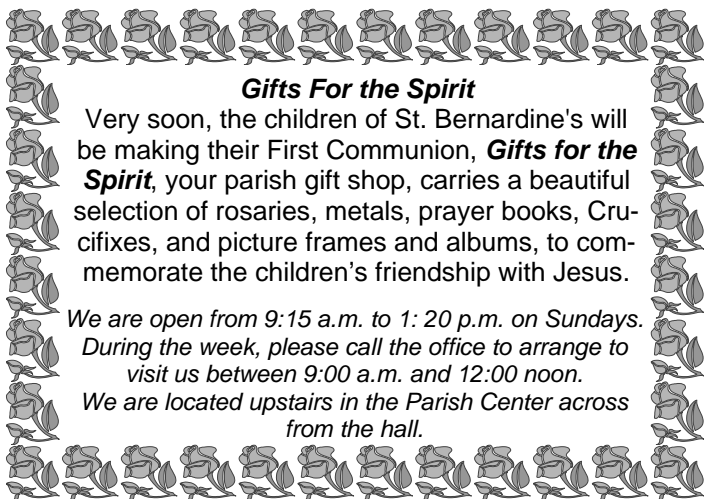 Gifts For the Spirit
Very soon, the children of St. Bernardine's will
be making their First Communion, Gifts for the
Spirit, your parish gift shop, carries a beautiful
selection of rosaries, metals, prayer books, Cru-
cifixes, and picture frames and albums, to com-
memorate the children’s friendship with Jesus.
We are open from 9:15 a.m. to 1: 20 p.m. on Sundays.
During the week, please call the office to arrange to
visit us between 9:00 a.m. and 12:00 noon.
We are located upstairs in the Parish Center across
from the hall.